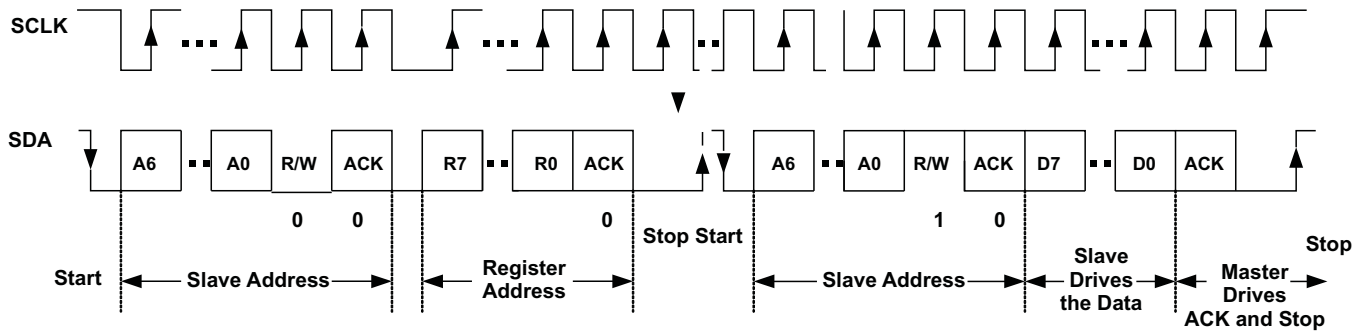 SCLK
SDA
A6 A0 R/W ACK R7 R0 ACK A6 A0 R/W ACK D7 D0 ACK
0 0 0 1 0
Stop Start
Stop
Start
Slave Address
Register
Address
Slave Address
Slave
Drives
the Data
Master
Drives
ACK and Stop